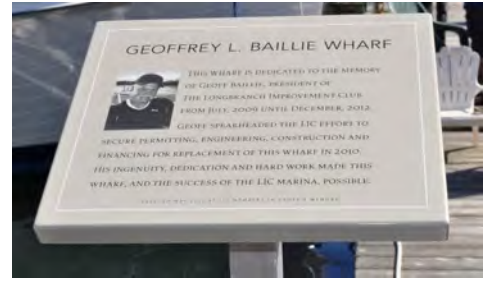 GEOFFREY L. BAILLIE WHARF
THIS WHARF IS DEDICATED TO THE MEMORY
OF GEOFF BAILLIE, PRESIDENT OF
THE LONGBRANCH IMPROVEMENT CLUB
FROM JULY, 2009 UNTIL DECEMBER, 2012.
GEOFF SPEARHEADED THE LIC EFFORT TO
SECURE PERMITTING, ENGINEERING, CONSTRUCTION AND
FINANCING FOR REPLACEMENT OF THIS WHARF IN 2010.
HIS INGENUITY, DEDICATION AND HARD WORK MADE THIS
WHARF, AND THE SUCCESS OF THE LIC MARINA, POSSIBLE.